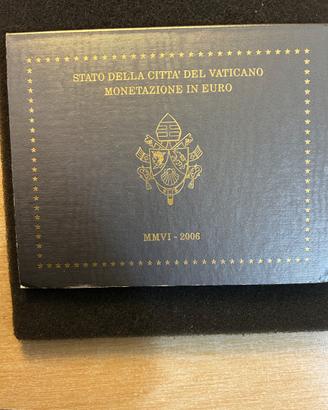 STATO DELLA CITTA' DEL VATICANO
MONETAZIONE IN EURO
MMVI - 2006